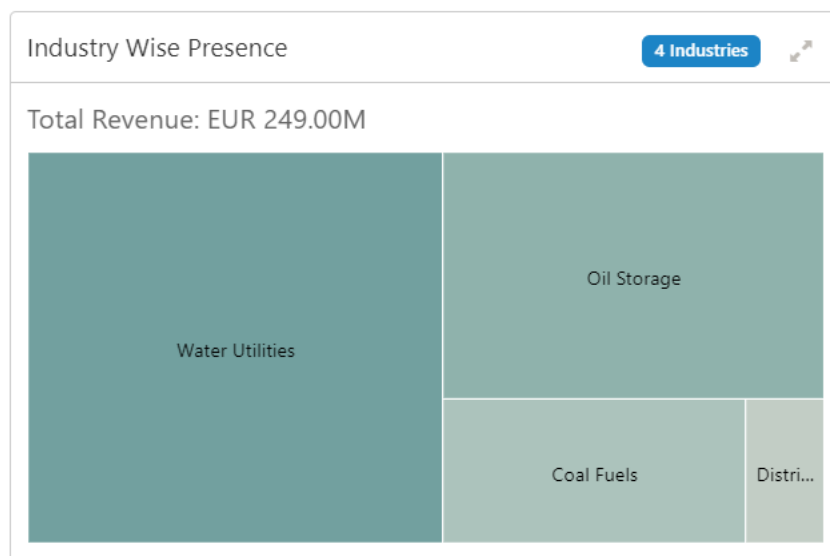 Industry Wise Presence
4 Industries
Total Revenue: EUR 249.00M
Water Utilities
Oil Storage
Coal Fuels
Distri...